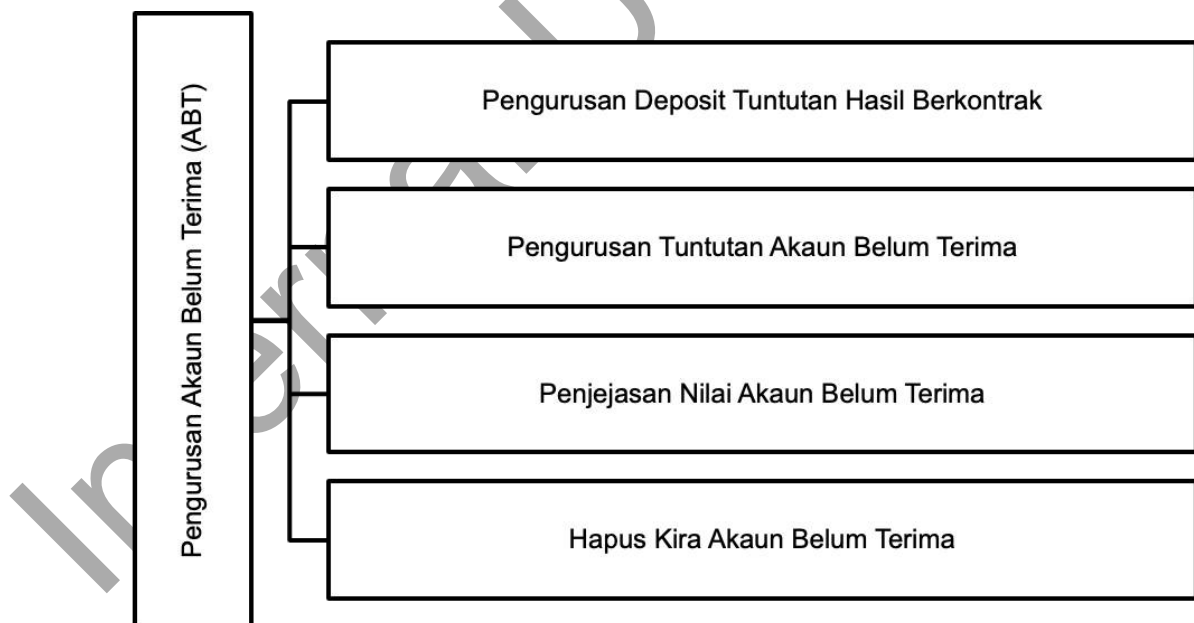 Pengurusan Akaun Belum Terima (ABT)
Pengurusan Deposit Tuntutan Hasil Berkontrak
Pengurusan Tuntutan Akaun Belum Terima
Penjejasan Nilai Akaun Belum Terima
Hapus Kira Akaun Belum Terima